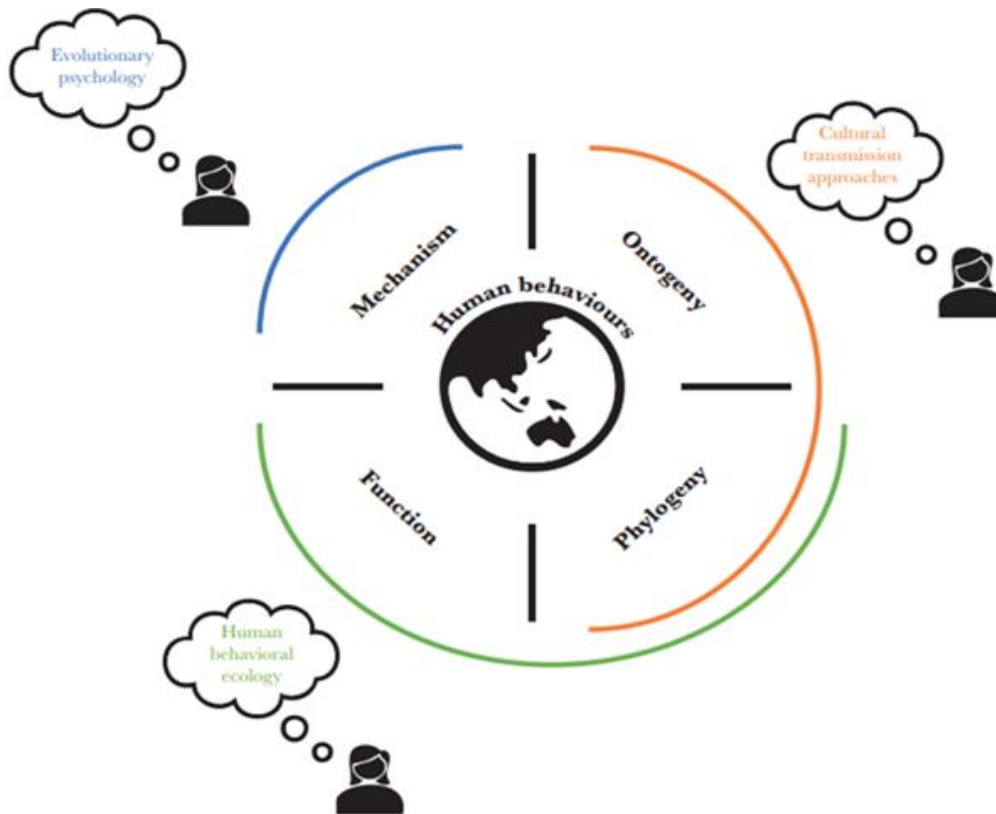 Evolutionary
psychology
Cultural
transmission
approaches
Mechanism
Ontogeny
Human behaviours
Function
Phylogeny
Human
behavioral
ecology